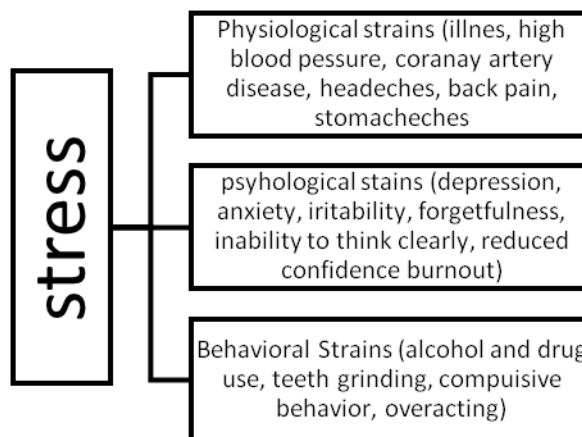 stress
Physiological strains (illnes, high
blood pessure, coranay artery
disease, headeches, back pain,
stomacheches
psyhological stains (depression,
anxiety, iritability, forgetfulness,
inability to think clearly, reduced
confidence burnout)
Behavioral Strains (alcohol and drug
use, teeth grinding, compuisive
behavior, overacting)